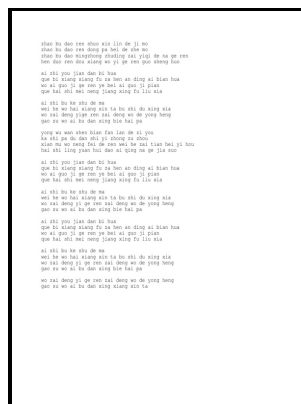 zhao bu dao ren shuo xin lin de ji mo
zhao bu dao ren dong pa hei de shme mo
zhao buduo mingzhong zai yiqi de na ge ren
hen duo ren dou xiang wo yi ge ren guo sheng huo
ai shi you jian dan bi hua
que bi xiang xiang fu za hen an ding ai bian hua
wo ai guo ji ge ren ye bei ai guo ji pian
que hai shi mei neng jiang xing fu liu xia
ai shi bu ke shu de ma
wei he wo hai xiang xin ta bu shi du xing xia
wo zai deng yige ren zai deng wo de yong heng
gao su wo ai bu dan xing bie hai pa
yong wu wan shen bian fan lan de zi you
ks shi pa du dan shi yi zhong zu zhou
xian mu wo neng fei de ren wei he zai tian hei yi hou
hai shi ling yuan hui dao ai qing na ge jia suo
ai shi you jian dan bi hua
que bi xiang xiang fu za hen an ding ai bian hua
wo ai guo ji ge ren ye bei ai guo ji pian
que hai shi mei neng jiang xing fu liu xia
ai shi bu ke shu de ma
wei he wo hai xiang xin ta bu shi du xing xia
wo zai deng yi ge ren zai deng wo de yong heng
gao su wo ai bu dan xing bie hai pa
ai shi you jian dan bi hua
que bi xiang xiang fu za hen an ding ai bian hua
wo ai guo ji ge ren ye bei ai guo ji pian
que hai shi mei neng jiang xing fu liu xia
ai shi bu ke shu de ma
wei he wo hai xiang xin ta bu shi du xing xia
wo zai deng yi ge ren zai deng wo de yong heng
gao su wo ai bu dan xing bie hai pa
wo zai deng yi ge ren zai deng wo de yong heng
gao su wo ai bu dan xing xiang xin ta